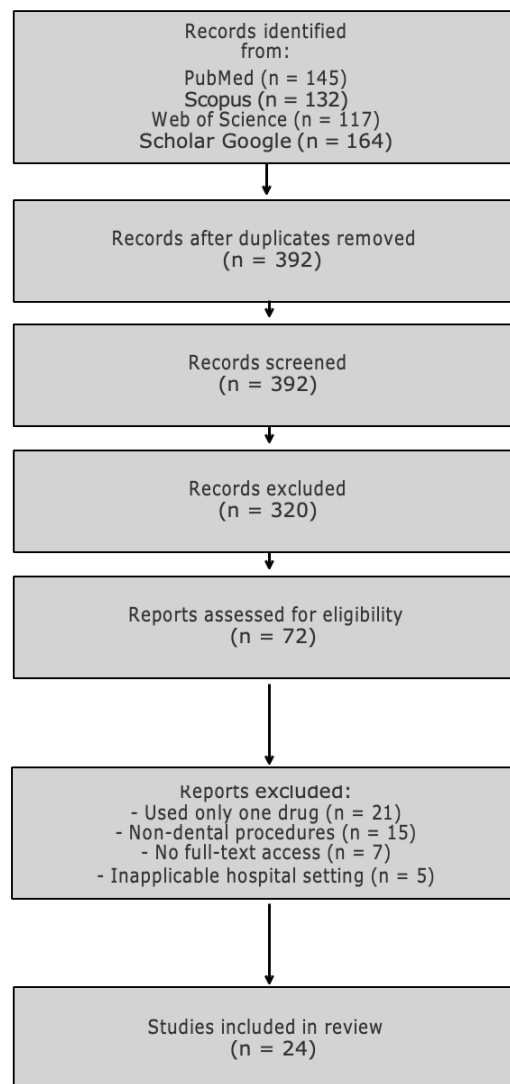 Records identified
from:
PubMed (n = 145)
Scopus (n = 132)
Web of Science (n = 117)
Scholar Google (n = 164)
Records after duplicates removed
(n = 392)
Records screened
(n = 392)
Records excluded
(n = 320)
Reports assessed for eligibility
(n = 72)
Reports excluded:
- Used only one drug (n = 21)
- Non-dental procedures (n = 15)
- No full-text access (n = 7)
- Inapplicable hospital setting (n = 5)
Studies included in review
(n = 24)